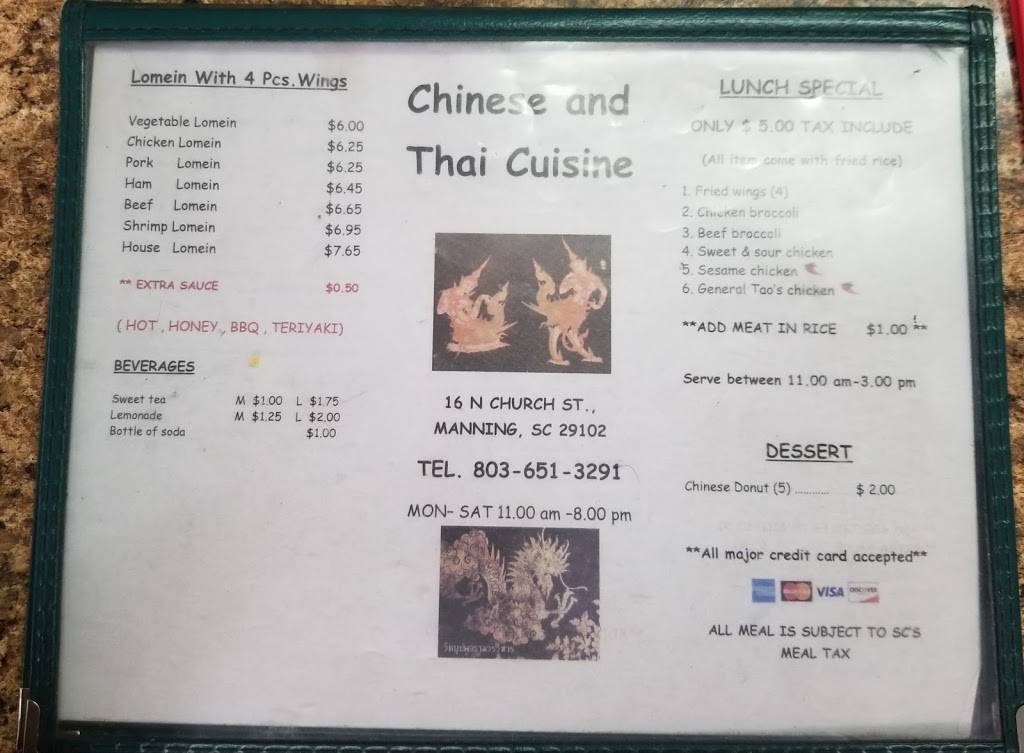 Lomein With 4 Pcs.Wings
Vegetable Lomein $6.00
Chicken Lomein $6.25
Pork Lomein $6.25
Ham Lomein $6.45
Beef Lomein $6.65
Shrimp Lomein $6.95
House Lomein $7.65
** EXTRA SAUCE $0.50
( HOT , HONEY , BBQ , TERIYAKI)
BEVERAGES
Sweet tea M $1.00 L $1.75
Lemonade M $1.25 L $2.00
Bottle of soda $1.00
Chinese and
Thai Cuisine
16 N CHURCH ST.,
MANNING, SC 29102
TEL. 803-651-3291
MON- SAT 11.00 am -8.00 pm
LUNCH SPECIAL
ONLY $ 5.00 TAX INCLUDE
(All item come with fried rice)
1. Fried wings (4)
2. Chicken broccoli
3. Beef broccoli
4. Sweet & sour chicken
5. Sesame chicken
6. General Tao's chicken
**ADD MEAT IN RICE $1.00 **
Serve between 11.00 am-3.00 pm
DESSERT
Chinese Donut (5) ............ $ 2.00
**All major credit card accepted**
VISA DISCOVER
ALL MEAL IS SUBJECT TO SC'S
MEAL TAX